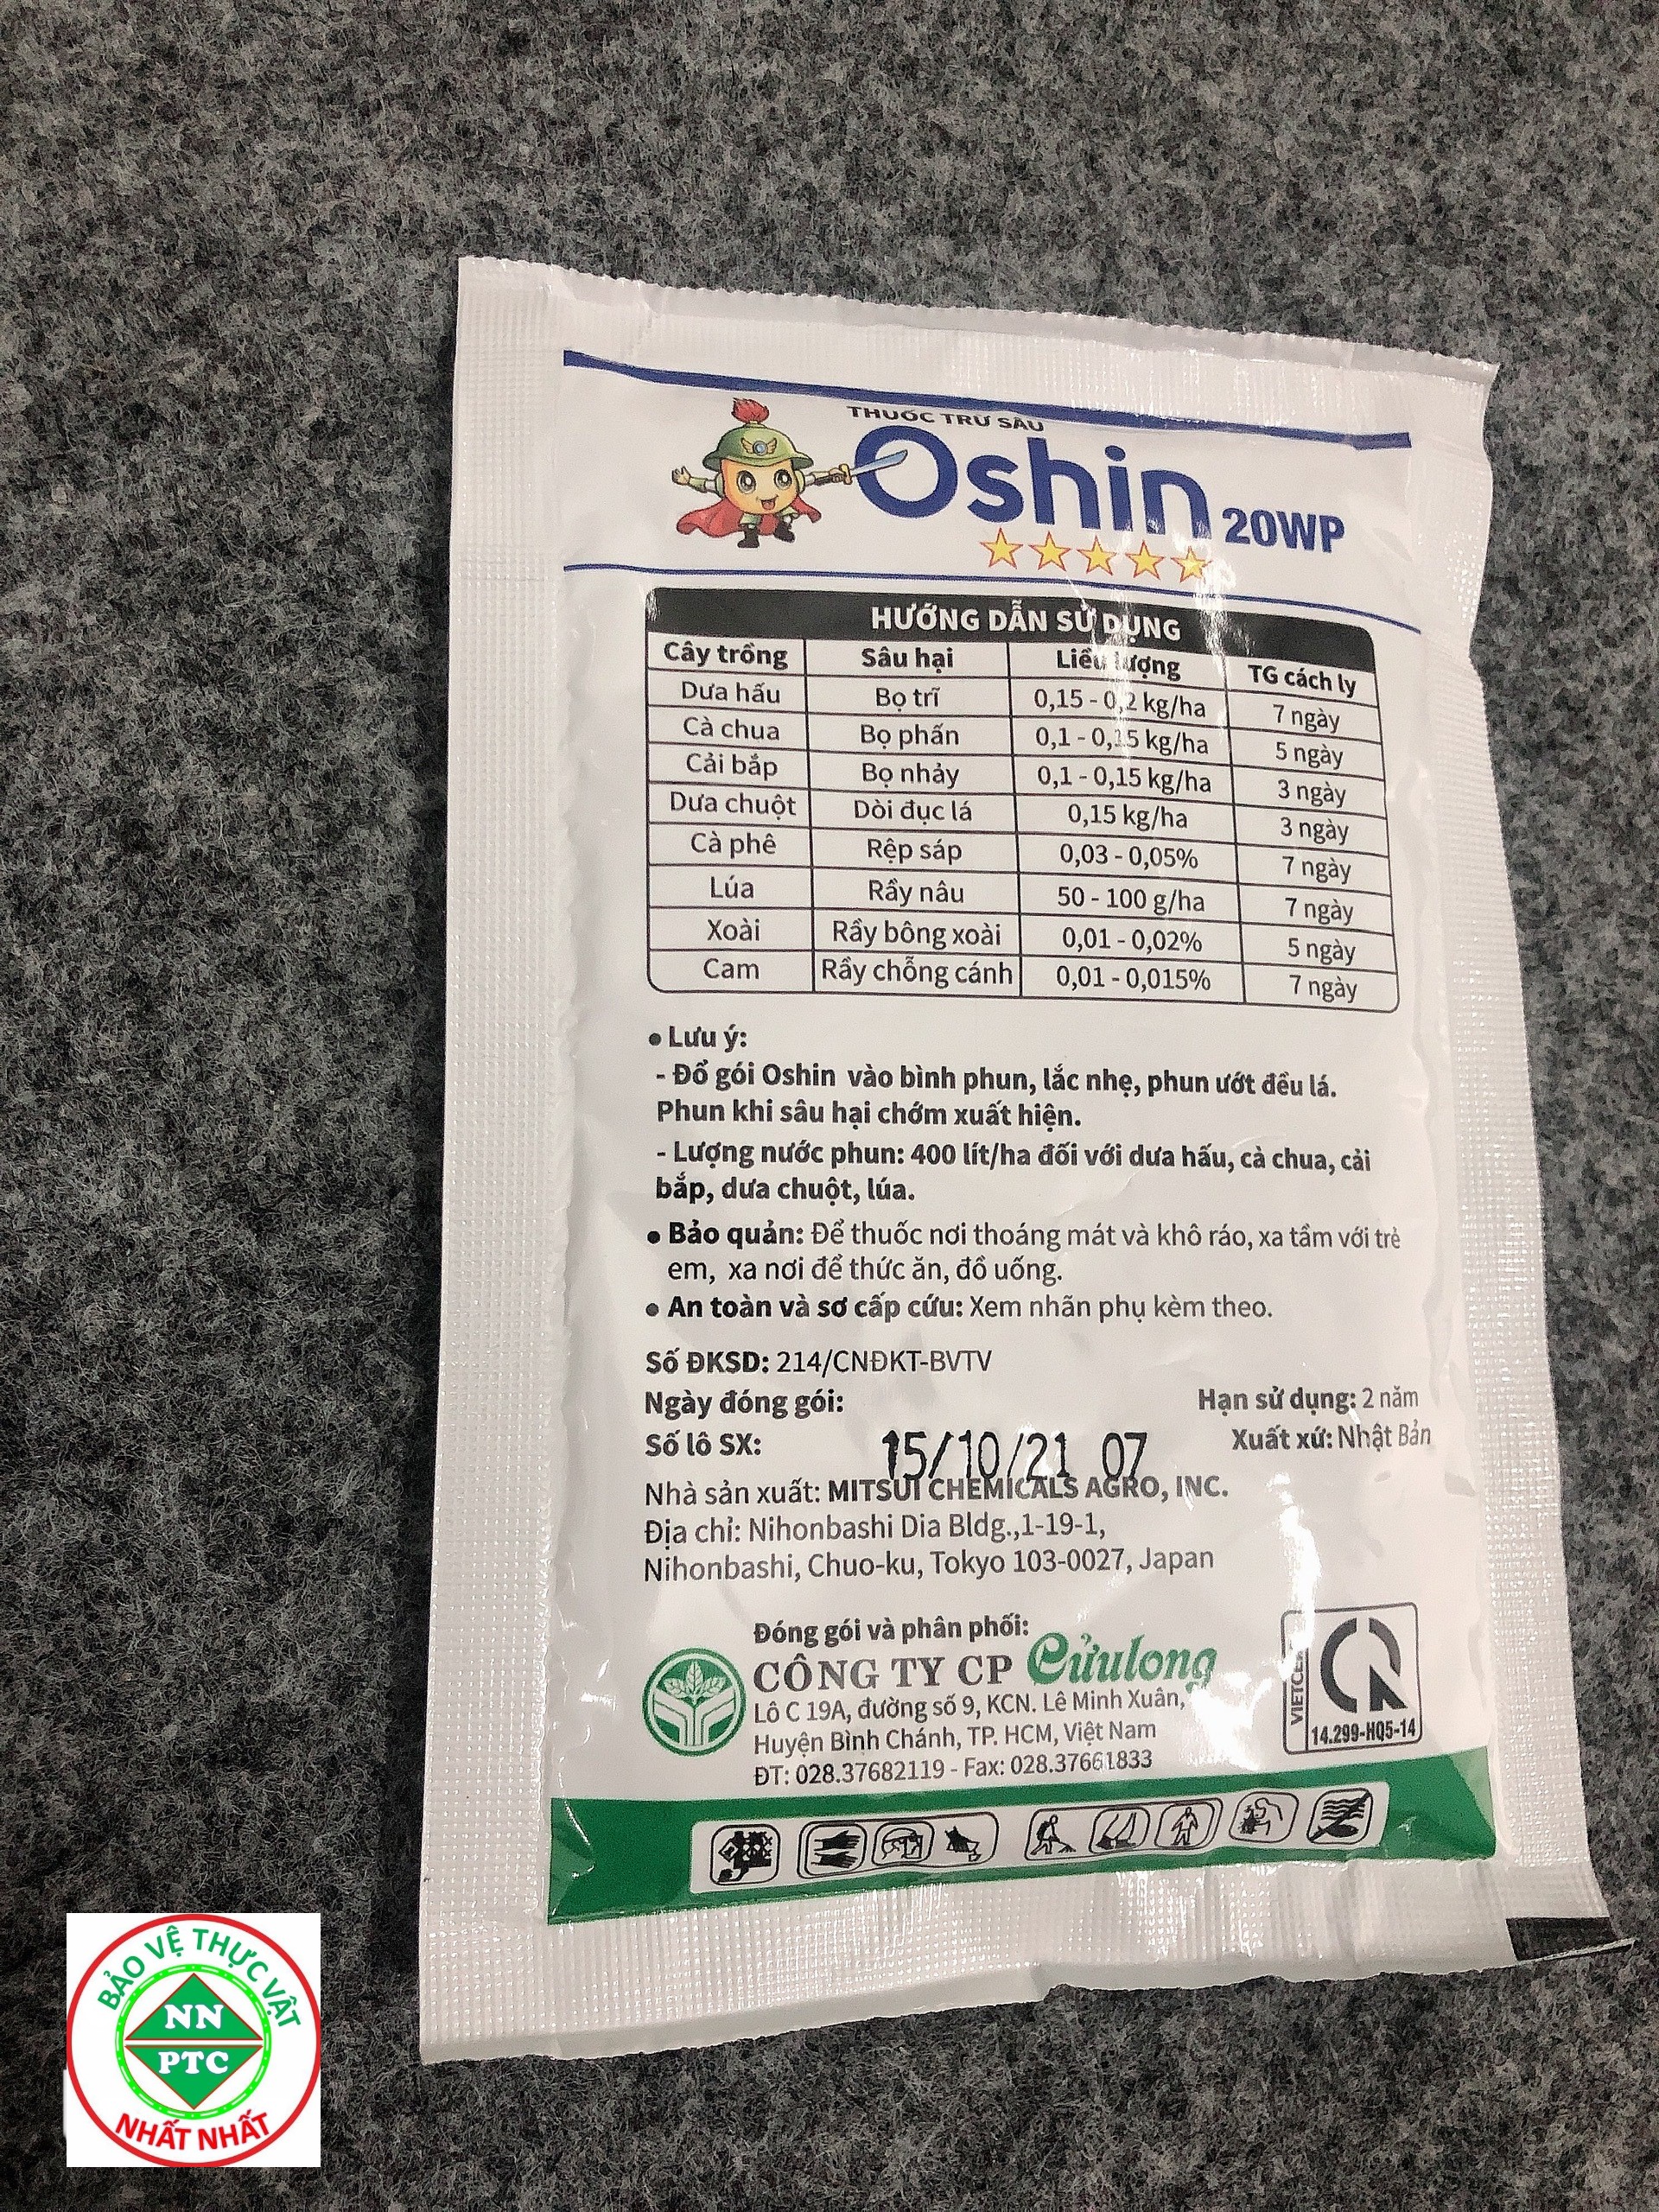 THUỐC TRỪ SÂU
Oshin 20WP
HƯỚNG DẪN SỬ DỤNG
Cây trồng Sâu hại Liều lượng TG cách ly
Dưa hấu Bọ trĩ 0,15 - 0,2 kg/ha 7 ngày
Cà chua Bọ phấn 0,1 - 0,15 kg/ha 5 ngày
Cải bắp Bọ nhảy 0,1 - 0,15 kg/ha 3 ngày
Dưa chuột Dòi đục lá 0,15 kg/ha 3 ngày
Cà phê Rệp sáp 0,03 - 0,05% 7 ngày
Lúa Rầy nâu 50 - 100 g/ha 7 ngày
Xoài Rầy bông xoài 0,01 - 0,02% 5 ngày
Cam Rầy chỗng cánh 0,01 - 0,015% 7 ngày
• Lưu ý:
- Đổ gói Oshin vào bình phun, lắc nhẹ, phun ướt đều lá.
Phun khi sâu hại chớm xuất hiện.
- Lượng nước phun: 400 lít/ha đối với dưa hấu, cà chua, cải
bắp, dưa chuột, lúa.
• Bảo quản: Để thuốc nơi thoáng mát và khô ráo, xa tầm với trẻ
em, xa nơi để thức ăn, đồ uống.
• An toàn và sơ cấp cứu: Xem nhãn phụ kèm theo.
Số ĐKSD: 214/CNĐKT-BVTV
Ngày đóng gói: Hạn sử dụng: 2 năm
Số lô SX: 15/10/21 07 Xuất xứ: Nhật Bản
Nhà sản xuất: MITSUI CHEMICALS AGRO, INC.
Địa chỉ: Nihonbashi Dia Bldg.,1-19-1,
Nihonbashi, Chuo-ku, Tokyo 103-0027, Japan
Đóng gói và phân phối:
CÔNG TY CP Cửulong
Lô C 19A, đường số 9, KCN. Lê Minh Xuân,
Huyện Bình Chánh, TP. HCM, Việt Nam
ĐT: 028.37682119 - Fax: 028.37661833
VIETCERT
14.299-HQ5-14
BẢO VỆ THỰC VẬT
NN
PTC
NHẤT NHẤT